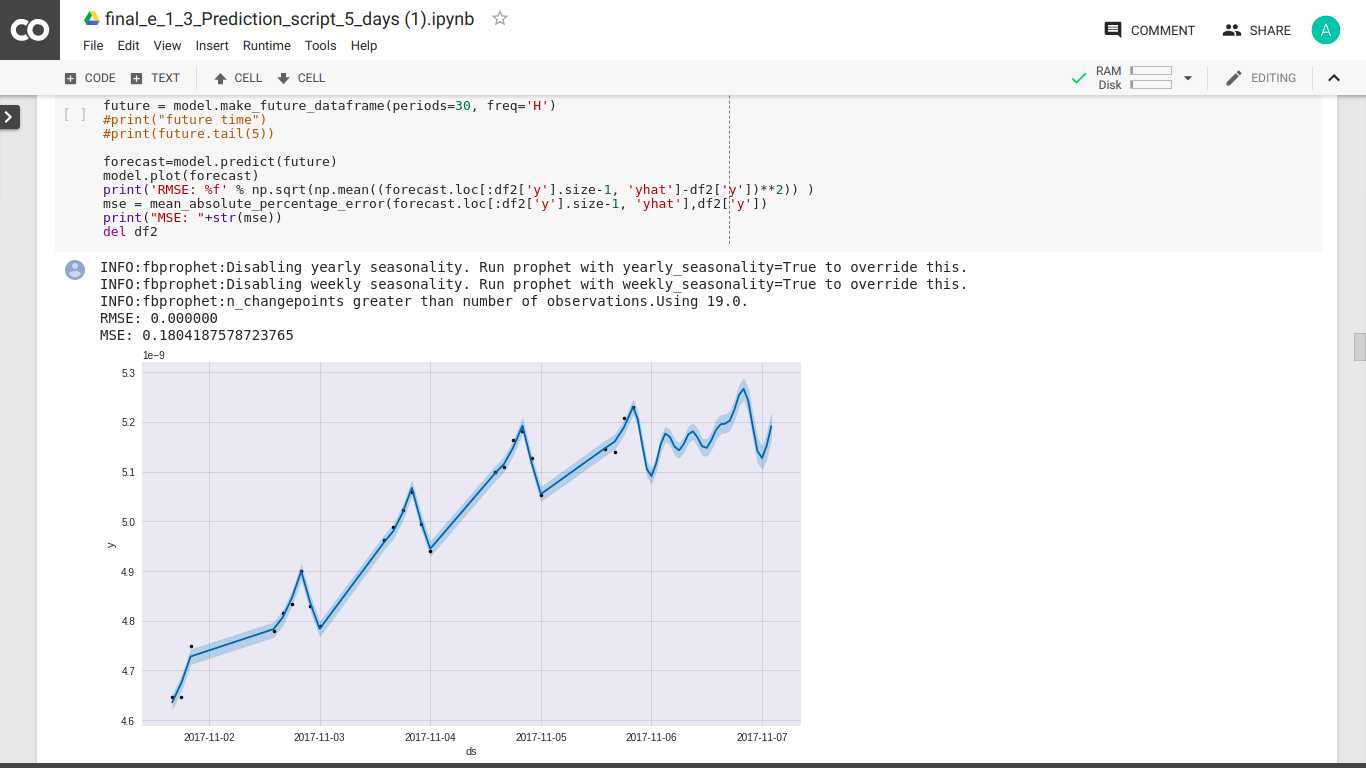 CO
final_e_1_3_Prediction_script_5_days (1).ipynb
COMMENT
SHARE
A
File Edit View Insert Runtime Tools Help
CODE TEXT CELL CELL
RAM
Disk
EDITING
[ ]
future = model.make_future_dataframe(periods=30, freq='H')
#print("future time")
#print(future.tail(5))
forecast=model.predict(future)
model.plot(forecast)
print('RMSE: %f' % np.sqrt(np.mean((forecast.loc[:df2['y'].size-1, 'yhat']-df2['y'])**2)) )
mse = mean_absolute_percentage_error(forecast.loc[:df2['y'].size-1, 'yhat'],df2['y'])
print("MSE: "+str(mse))
del df2
INFO:fbprophet:Disabling yearly seasonality. Run prophet with yearly_seasonality=True to override this.
INFO:fbprophet:Disabling weekly seasonality. Run prophet with weekly_seasonality=True to override this.
INFO:fbprophet:n_changepoints greater than number of observations.Using 19.0.
RMSE: 0.000000
MSE: 0.1804187578723765
1e−9
5.3
5.2
5.1
5.0
4.9
4.8
4.7
4.6
y
2017-11-02 2017-11-03 2017-11-04 2017-11-05 2017-11-06 2017-11-07
ds